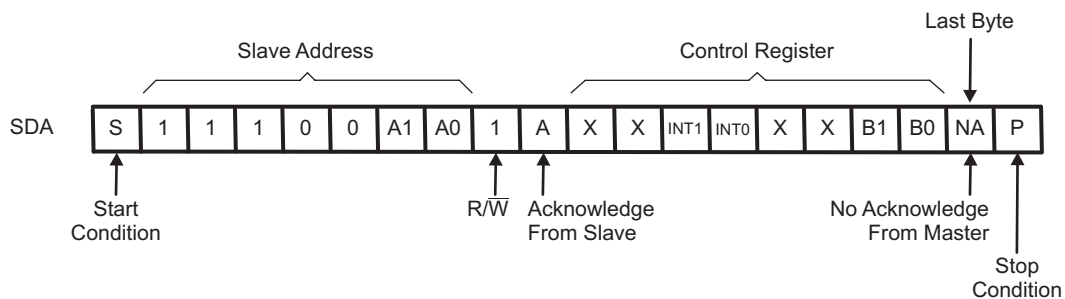 Last Byte
Slave Address
Control Register
SDA
S 1 1 1 0 0 A1 A0 1 A X X INT1 INT0 X X B1 B0 NA P
Start
Condition
R/W̅
Acknowledge
From Slave
No Acknowledge
From Master
Stop
Condition